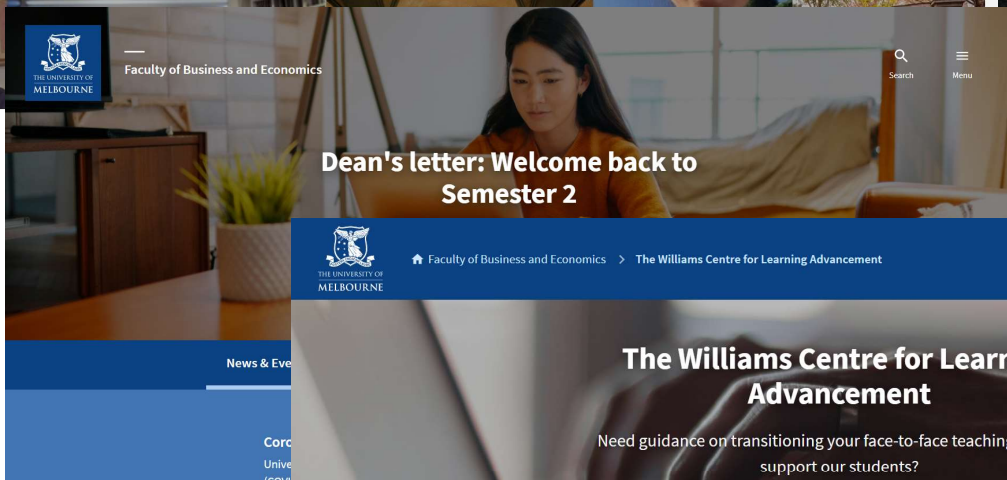 THE UNIVERSITY OF
MELBOURNE
Faculty of Business and Economics
Search
Menu
Dean's letter: Welcome back to
Semester 2
THE UNIVERSITY OF
MELBOURNE
Faculty of Business and Economics > The Williams Centre for Learning Advancement
News & Eve
The Williams Centre for Learn
Advancement
Coro
Need guidance on transitioning your face-to-face teaching
Unive
support our students?
(COVI